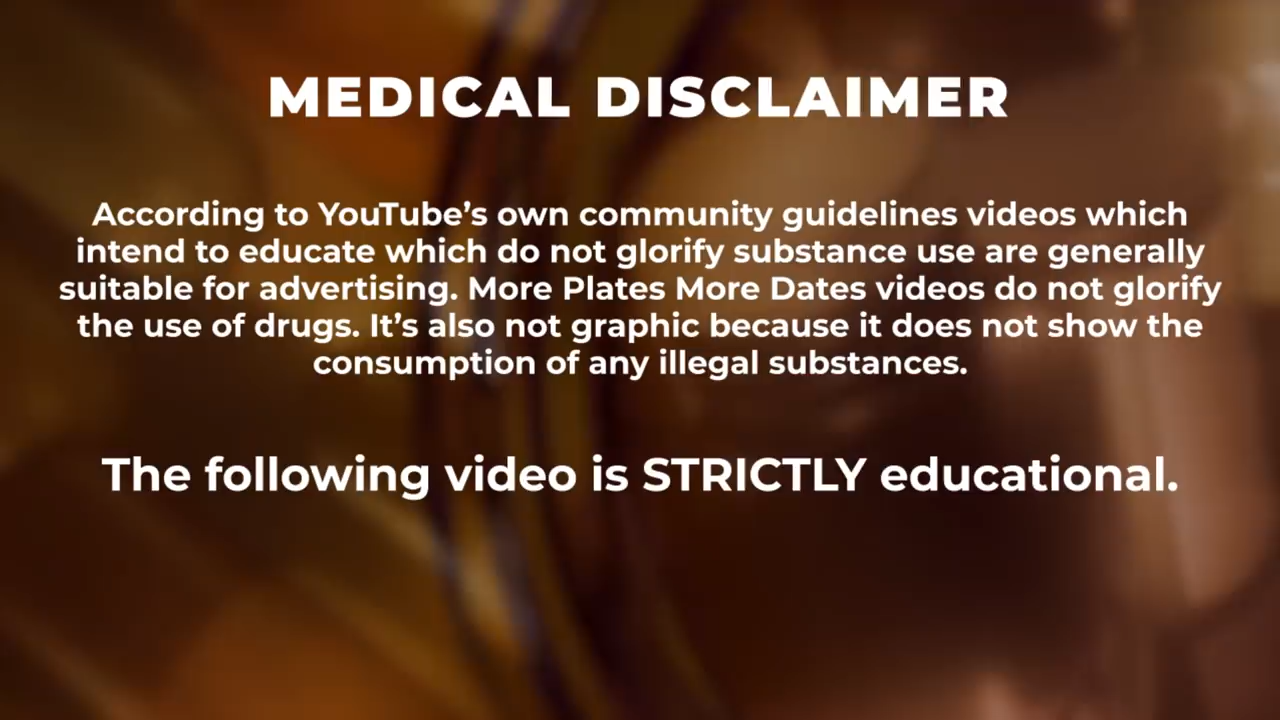 MEDICAL DISCLAIMER
According to YouTube’s own community guidelines videos which
intend to educate which do not glorify substance use are generally
suitable for advertising. More Plates More Dates videos do not glorify
the use of drugs. It’s also not graphic because it does not show the
consumption of any illegal substances.
The following video is STRICTLY educational.